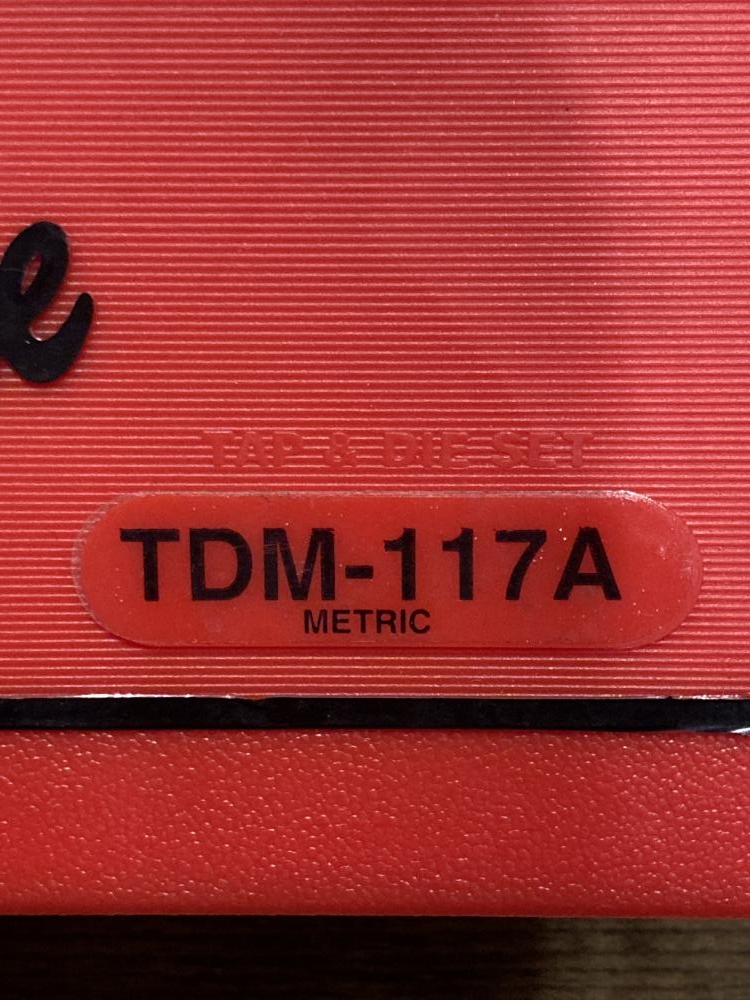 e
TAP & DIE SET
TDM-117A
METRIC